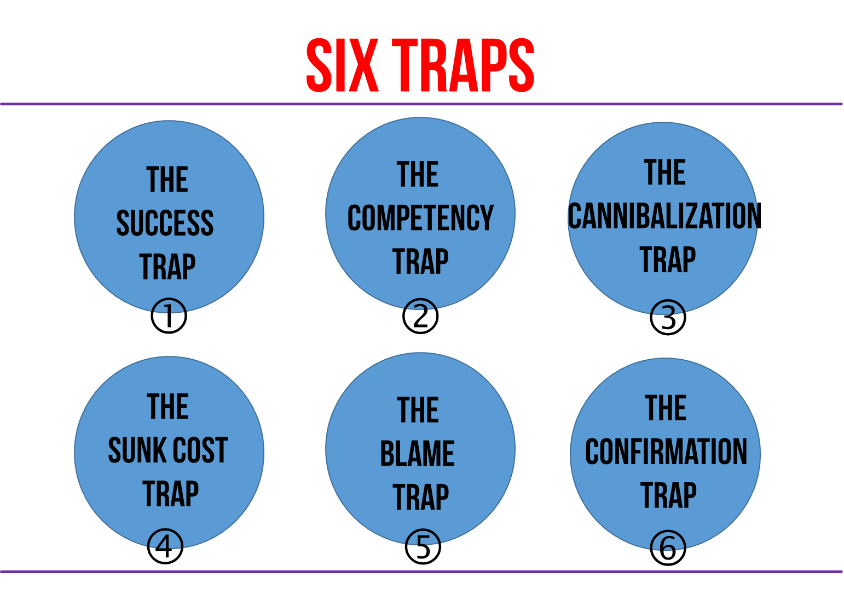 SIX TRAPS
THE
SUCCESS
TRAP
①
THE
COMPETENCY
TRAP
②
THE
CANNIBALIZATION
TRAP
③
THE
SUNK COST
TRAP
④
THE
BLAME
TRAP
⑤
THE
CONFIRMATION
TRAP
⑥